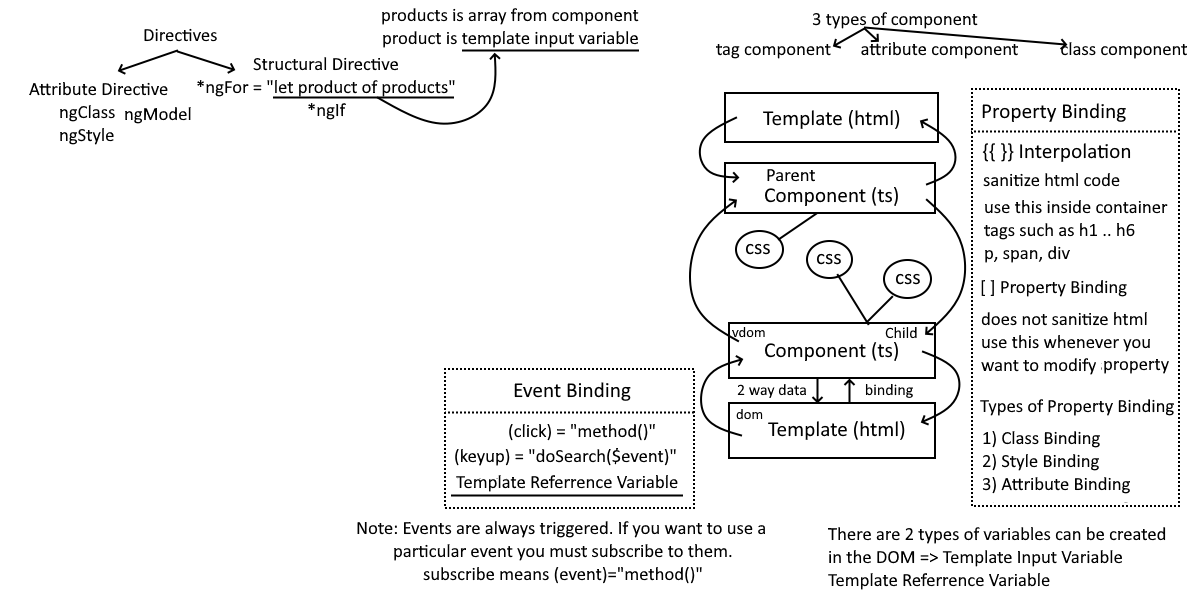 products is array from component
product is template input variable
Directives
Structural Directive
Attribute Directive
*ngFor = "let product of products"
ngClass ngModel
*ngIf
ngStyle
3 types of component
tag component
attribute component
class component
Template (html)
Parent
Component (ts)
css
css
css
vdom
Child
Component (ts)
2 way data
binding
dom
Template (html)
Property Binding
{{ }} Interpolation
sanitize html code
use this inside container
tags such as h1 .. h6
p, span, div
[ ] Property Binding
does not sanitize html
use this whenever you
want to modify property
Types of Property Binding
1) Class Binding
2) Style Binding
3) Attribute Binding
Event Binding
(click) = "method()"
(keyup) = "doSearch($event)"
Template Referrence Variable
Note: Events are always triggered. If you want to use a
particular event you must subscribe to them.
subscribe means (event)="method()"
There are 2 types of variables can be created
in the DOM => Template Input Variable
Template Referrence Variable